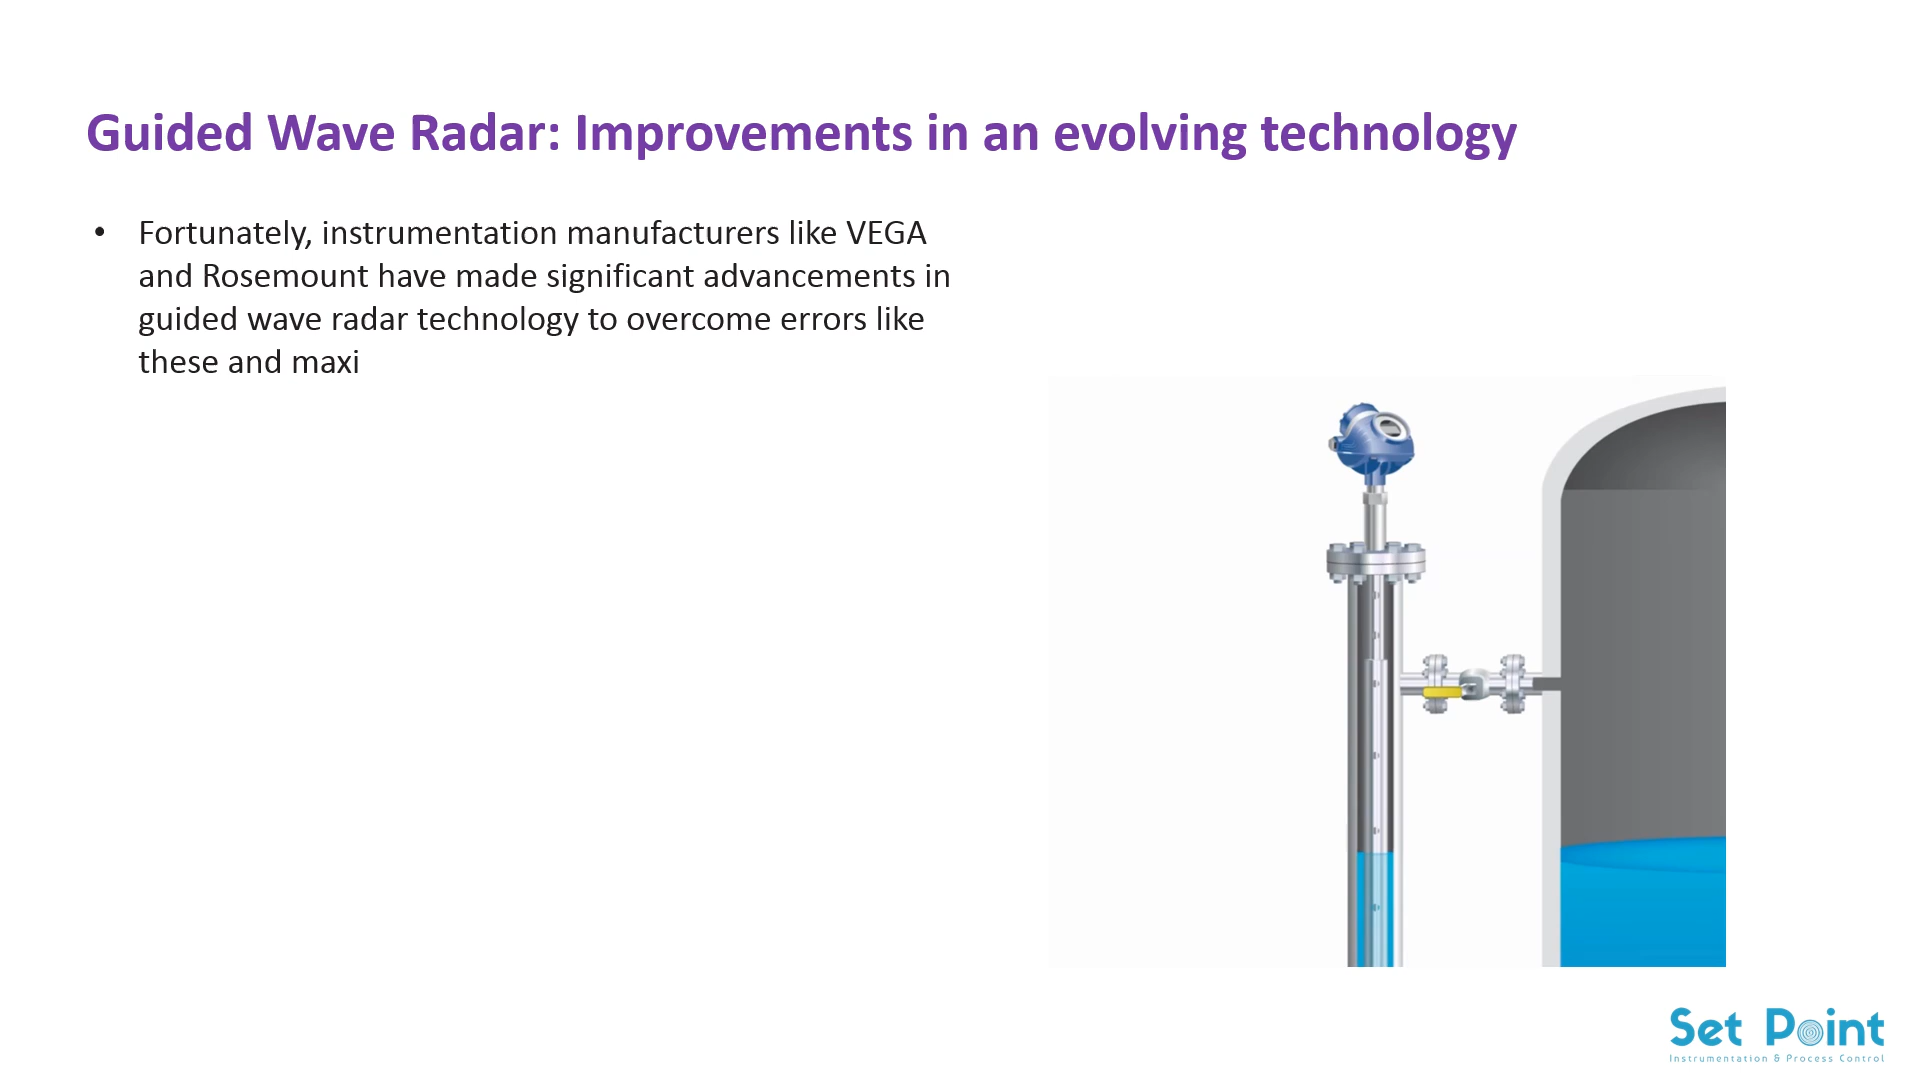 Guided Wave Radar: Improvements in an evolving technology
• Fortunately, instrumentation manufacturers like VEGA
and Rosemount have made significant advancements in
guided wave radar technology to overcome errors like
these and maxi
Set Point
Instrumentation & Process Control